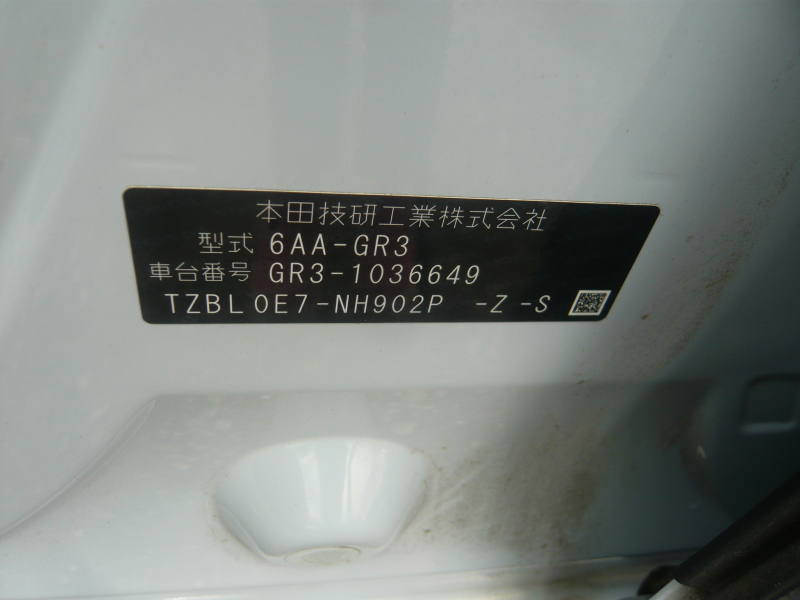 本田技研工業株式会社
型式 6AA-GR3
車台番号 GR3-1036649
TZBL0E7-NH902P -Z-S